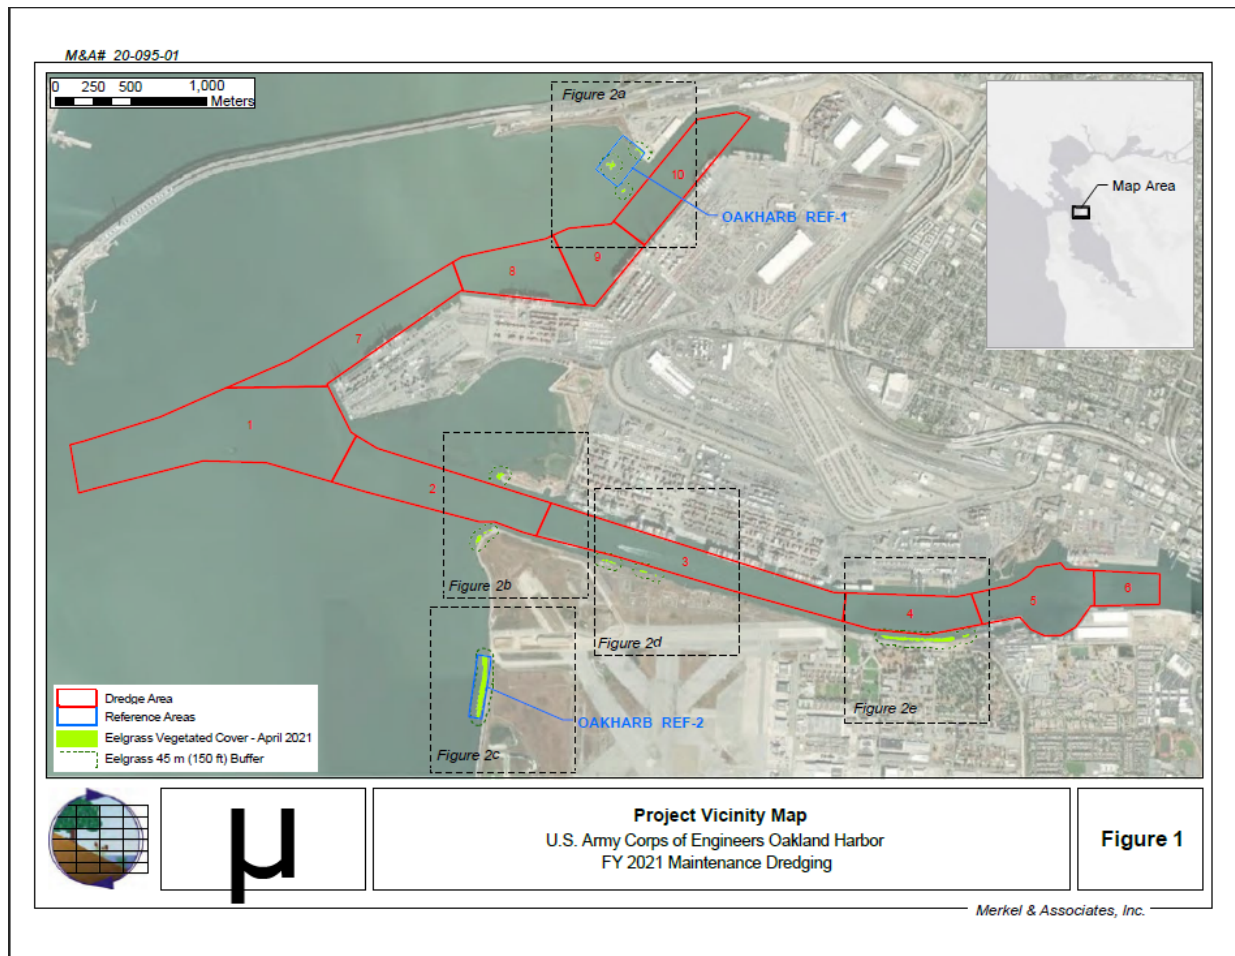 M&A# 20-095-01
0 250 500 1,000
Meters
Figure 2a
10
OAKHARB REF-1
Map Area
9
8
7
1
2
3
Figure 2b
Figure 2d
4
5
6
Figure 2e
OAKHARB REF-2
Figure 2c
Dredge Area
Reference Areas
Eelgrass Vegetated Cover - April 2021
Eelgrass 45 m (150 ft) Buffer
μ
Project Vicinity Map
U.S. Army Corps of Engineers Oakland Harbor
FY 2021 Maintenance Dredging
Figure 1
Merkel & Associates, Inc.